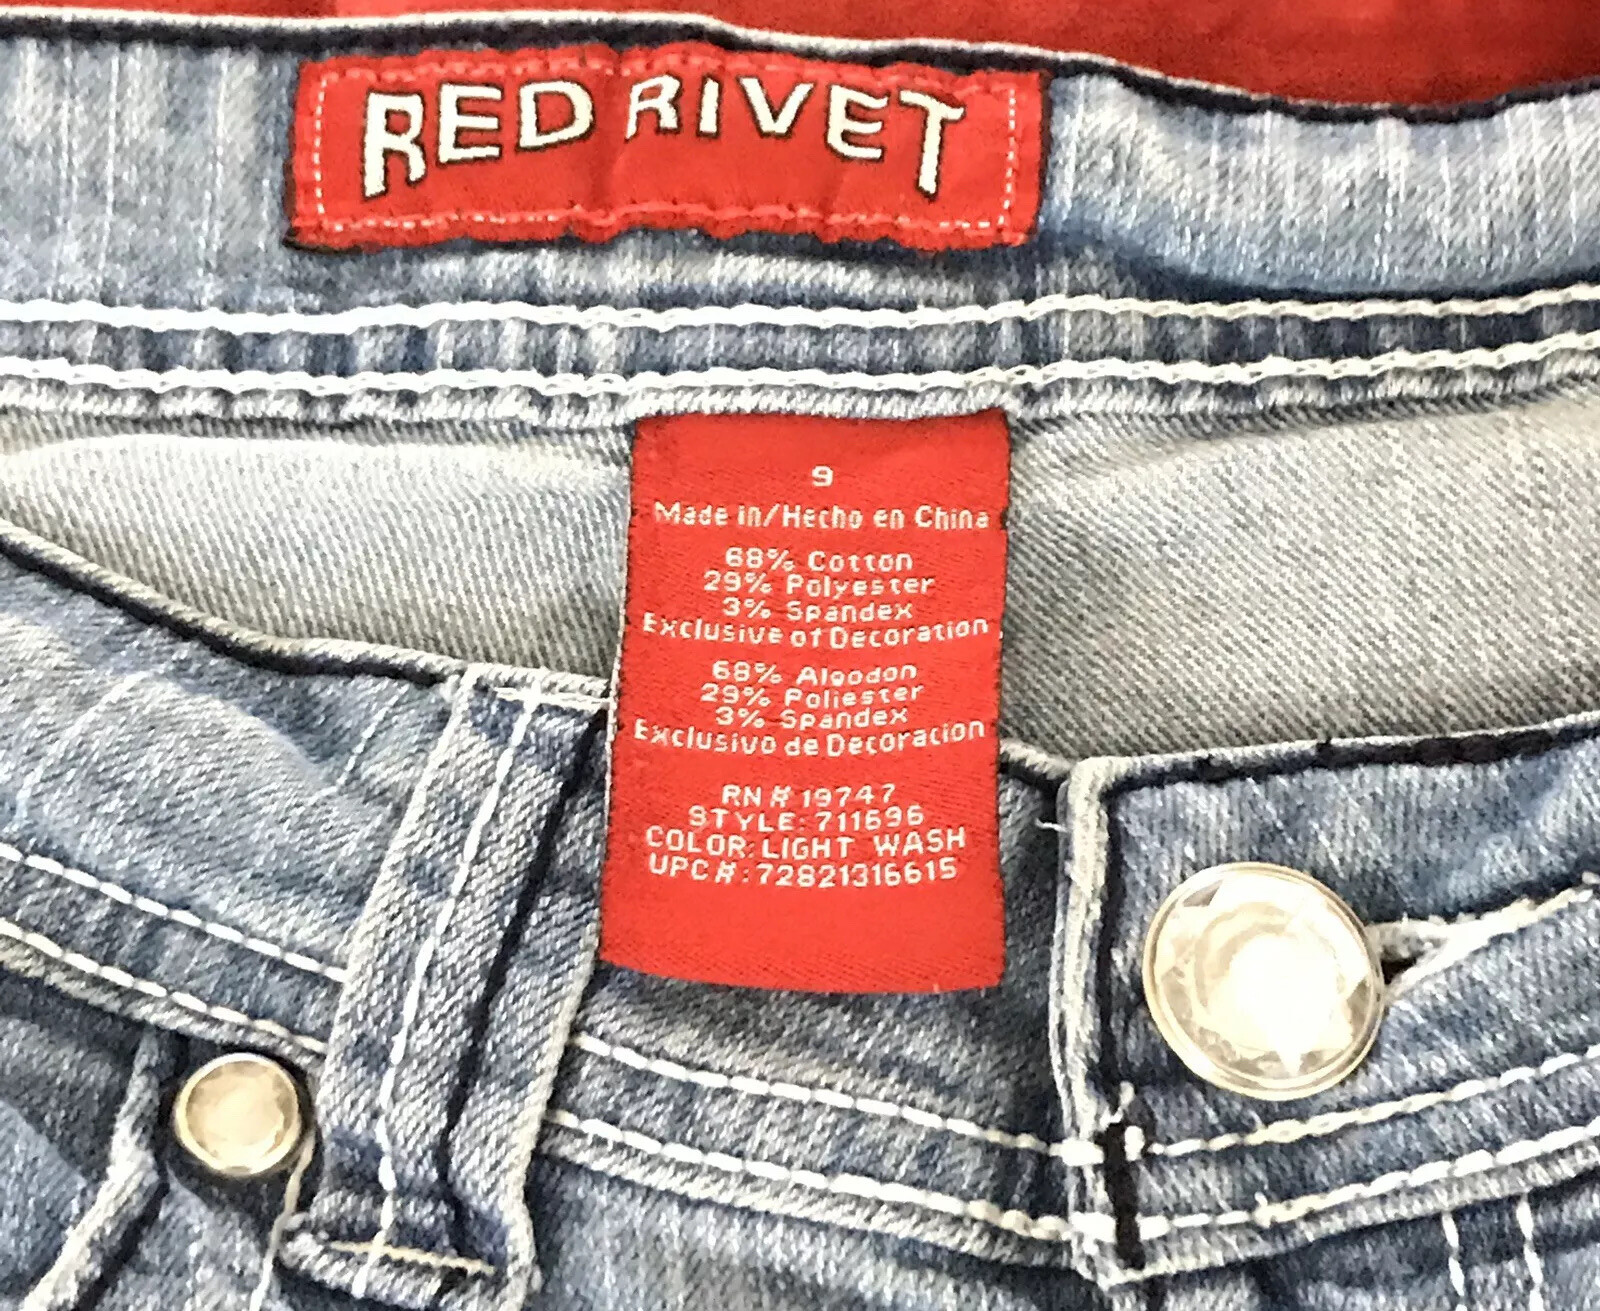 RED RIVET
9
Made in/Hecho en China
68% Cotton
29% Polyester
3% Spandex
Exclusive of Decoration
68% Algodon
29% Poliester
3% Spandex
Exclusivo de Decoracion
RN # 19747
STYLE: 711696
COLOR: LIGHT WASH
UPC #: 72821316615